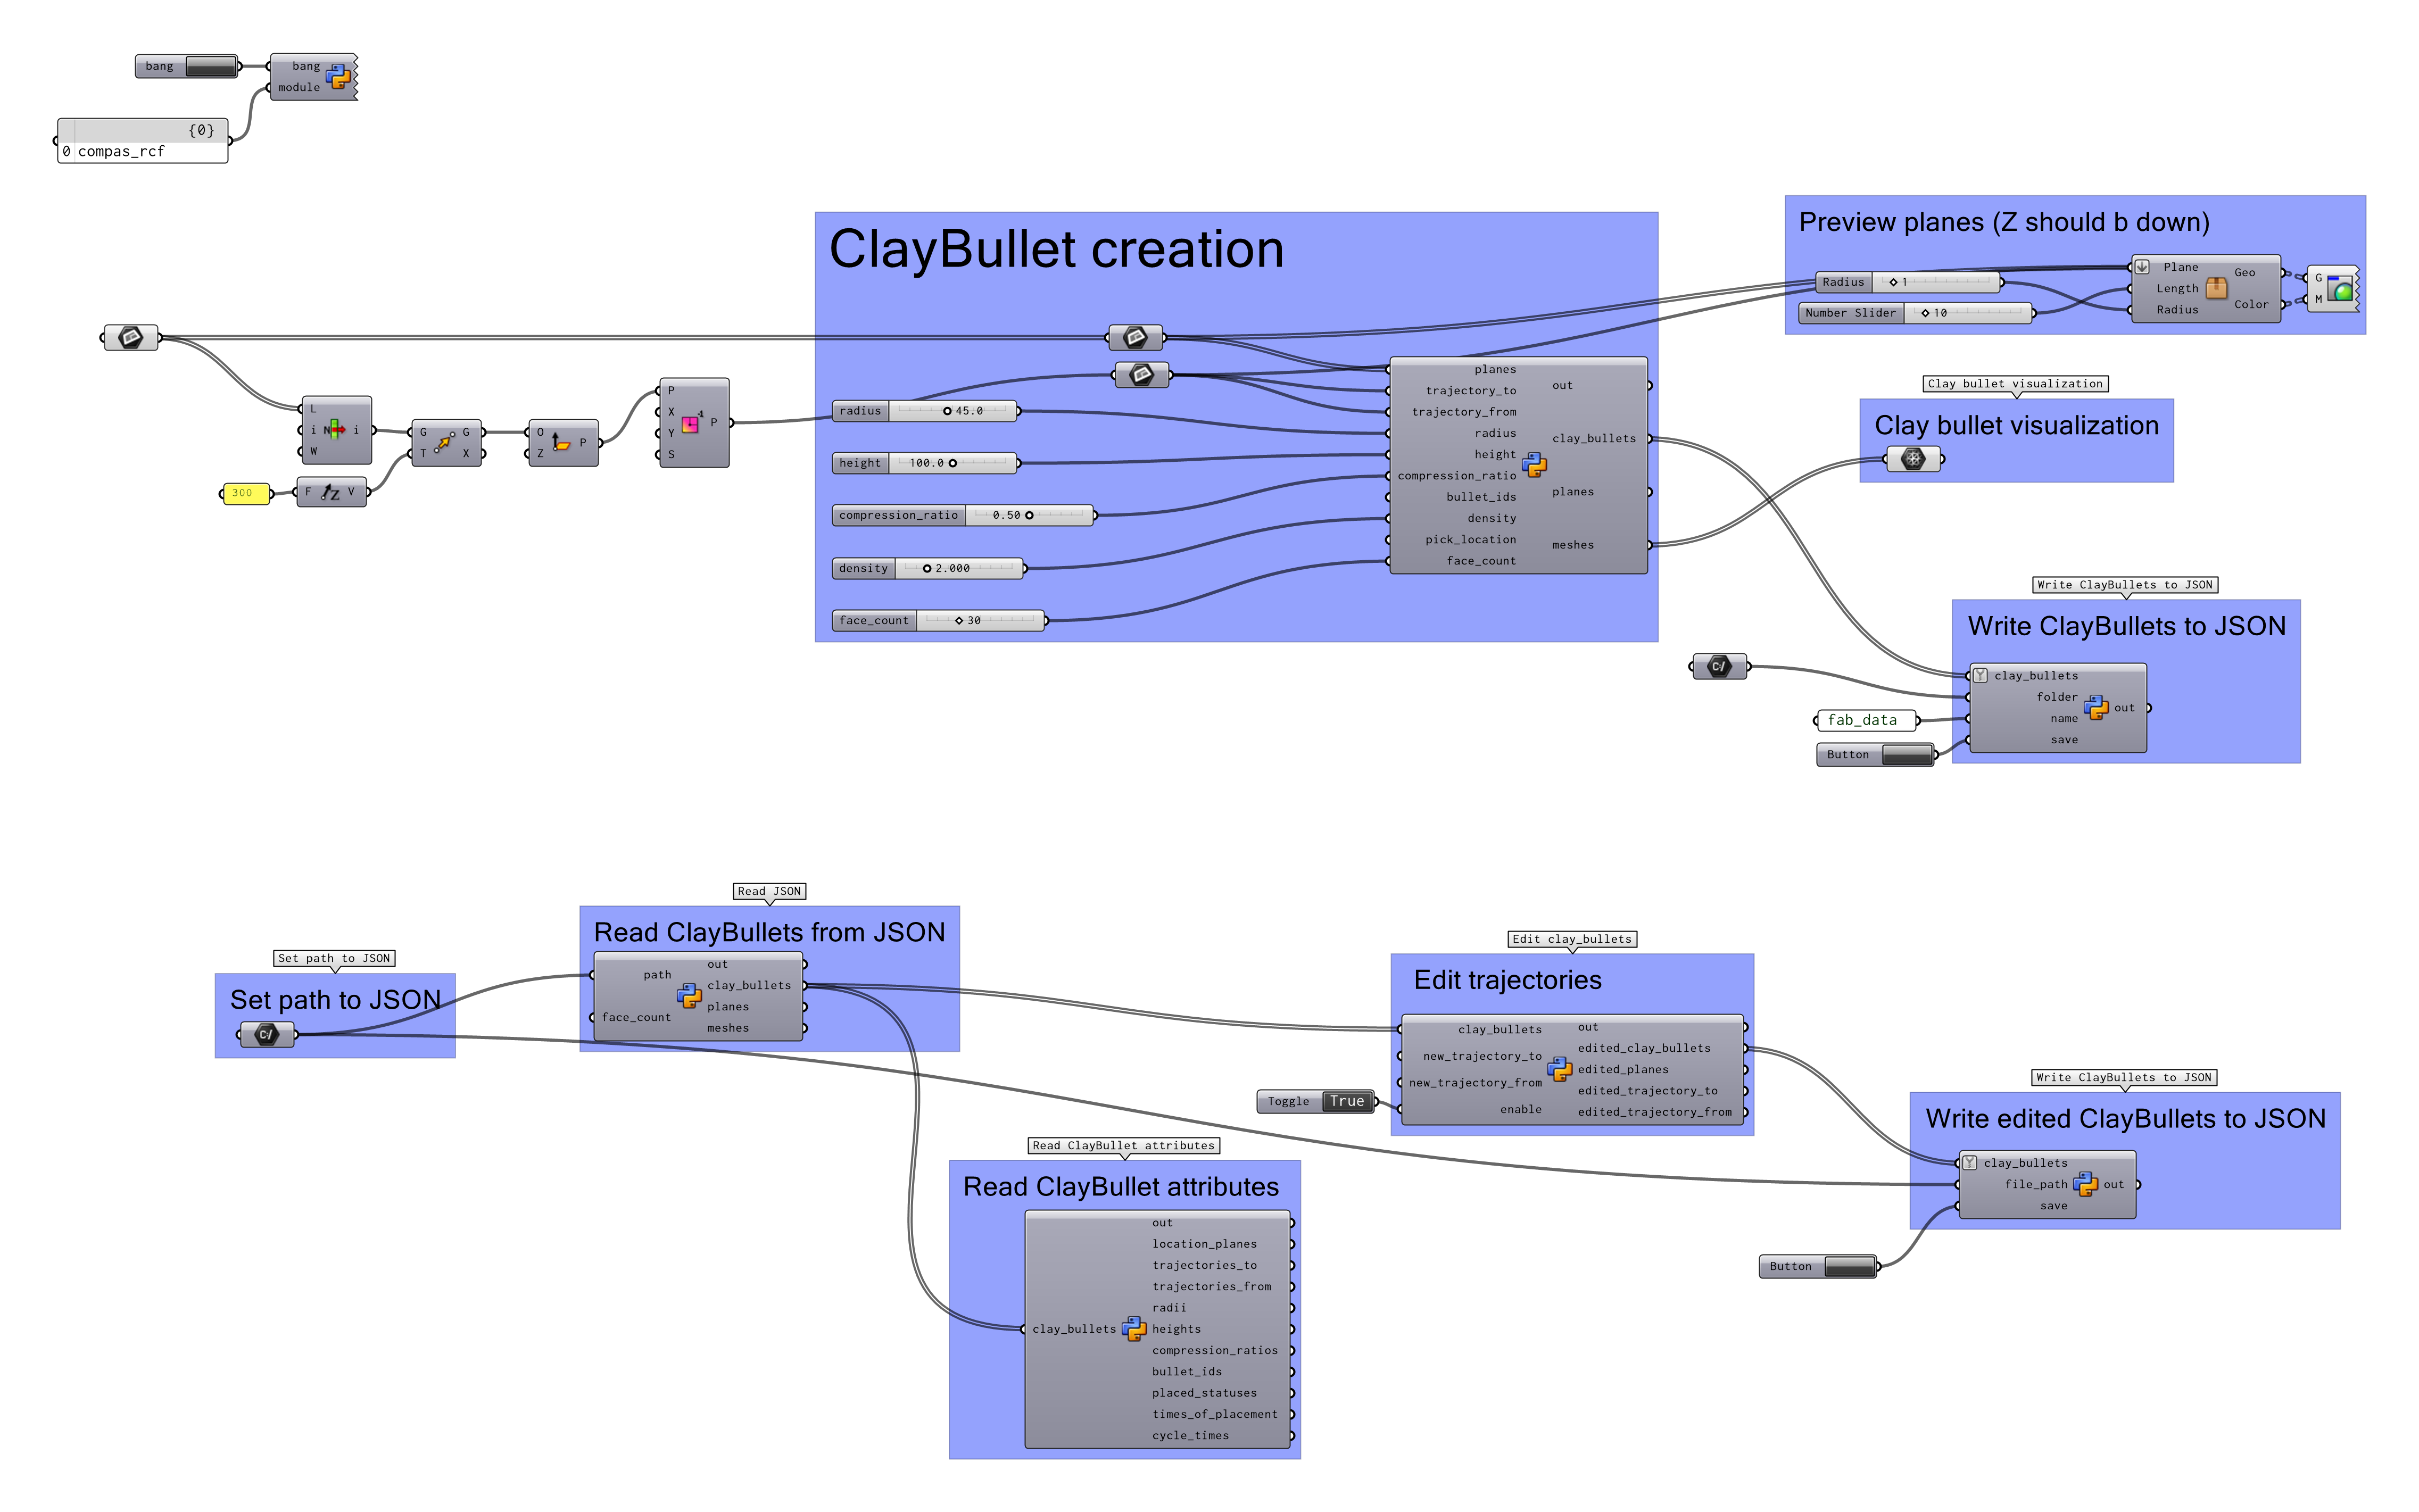 bang
bang
module
{0}
0 compas_rcf
ClayBullet creation
Preview planes (Z should b down)
Radius 1
Number Slider 10
Plane
Length
Radius
Geo
Color
G
M
L
i
W
N
i
G
T
G
X
O
Z
P
P
X
Y
S
P
300
F
Z
V
radius 45.0
height 100.0
compression_ratio 0.50
density 2.000
face_count 30
planes
trajectory_to
trajectory_from
radius
height
compression_ratio
bullet_ids
density
pick_location
face_count
out
clay_bullets
planes
meshes
Clay bullet visualization
Clay bullet visualization
Write ClayBullets to JSON
Write ClayBullets to JSON
C:/
fab_data
Button
clay_bullets
folder
name
save
out
Read JSON
Read ClayBullets from JSON
Set path to JSON
Set path to JSON
C:/
path
face_count
out
clay_bullets
planes
meshes
Edit clay_bullets
Edit trajectories
clay_bullets
new_trajectory_to
new_trajectory_from
enable
out
edited_clay_bullets
edited_planes
edited_trajectory_to
edited_trajectory_from
Toggle True
Read ClayBullet attributes
Read ClayBullet attributes
clay_bullets
out
location_planes
trajectories_to
trajectories_from
radii
heights
compression_ratios
bullet_ids
placed_statuses
times_of_placement
cycle_times
Write ClayBullets to JSON
Write edited ClayBullets to JSON
clay_bullets
file_path
save
out
Button